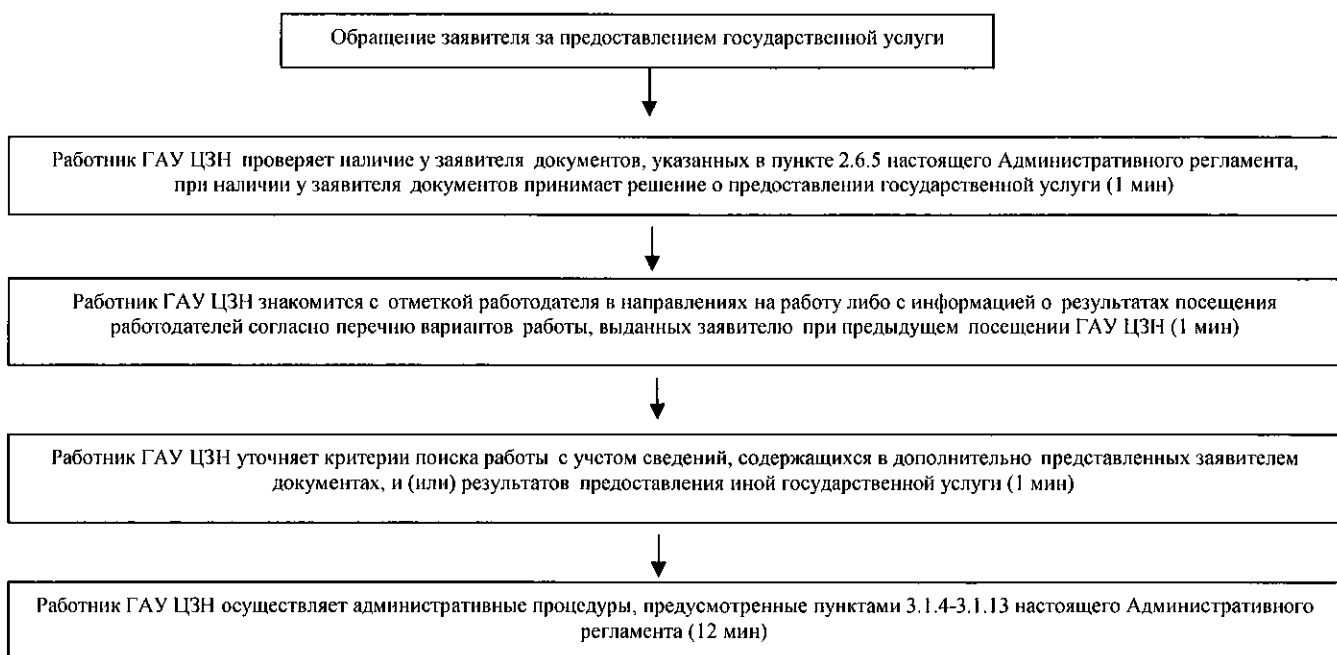 Обращение заявителя за предоставлением государственной услуги
Работник ГАУ ЦЗН проверяет наличие у заявителя документов, указанных в пункте 2.6.5 настоящего Административного регламента,
при наличии у заявителя документов принимает решение о предоставлении государственной услуги (1 мин)
Работник ГАУ ЦЗН знакомится с отметкой работодателя в направлениях на работу либо с информацией о результатах посещения
работодателей согласно перечню вариантов работы, выданных заявителю при предыдущем посещении ГАУ ЦЗН (1 мин)
Работник ГАУ ЦЗН уточняет критерии поиска работы с учетом сведений, содержащихся в дополнительно представленных заявителем
документах, и (или) результатов предоставления иной государственной услуги (1 мин)
Работник ГАУ ЦЗН осуществляет административные процедуры, предусмотренные пунктами 3.1.4-3.1.13 настоящего Административного
регламента (12 мин)